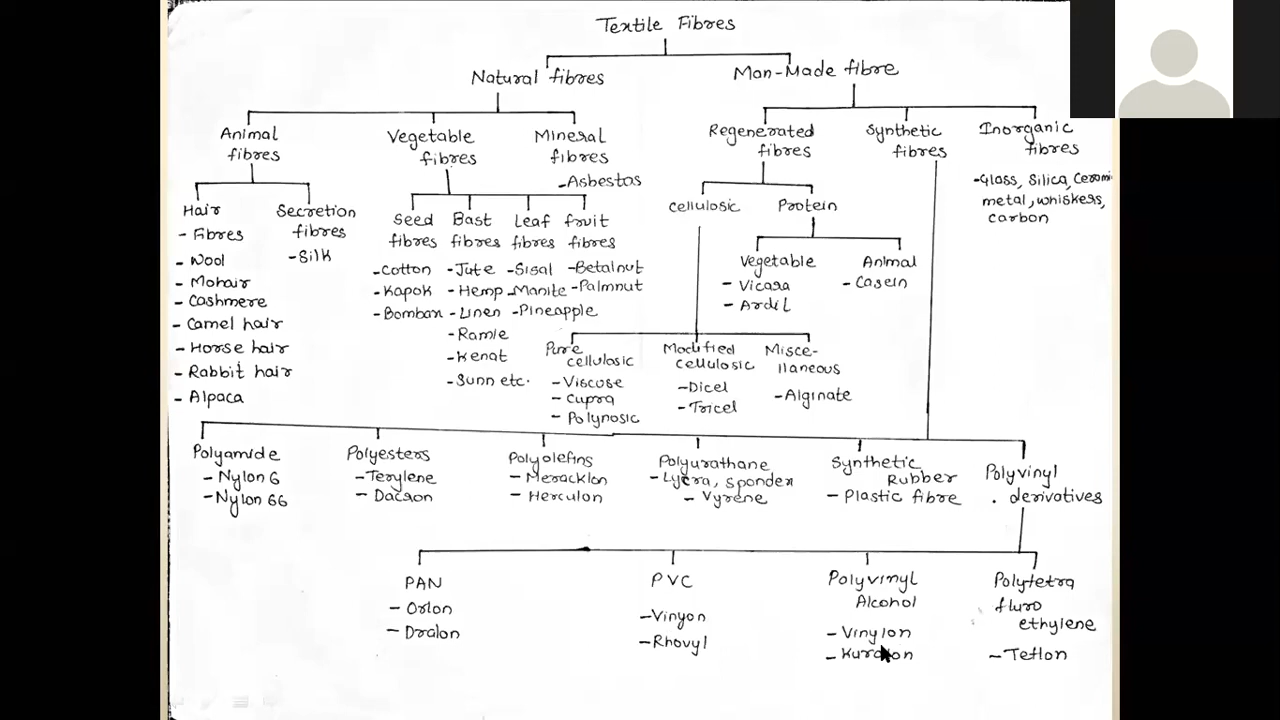 Textile Fibres
Natural fibres
Man-Made fibre
Animal
fibres
Vegetable
fibres
Mineral
fibres
-Asbestas
Regenerated
fibres
Synthetic
fibres
Inorganic
fibres
-Glass, Silica, Cerami
metal, whiskers,
carbon
Hair
- Fibres
- Wool
- Mohair
- Cashmere
- Camel hair
- Horse hair
- Rabbit hair
- Alpaca
Secretion
fibres
- Silk
Seed
fibres
-Cotton
-Kapok
-Bombax
Bast
fibres
-Jute
-Hemp
-Linen
-Ramie
-Kenat
-Sunn etc.
Leaf
fibres
-Sisal
-Manite
-Pineapple
fruit
fibres
-Betalnut
-Palmnut
Cellulosic
Protein
Vegetable
- Vicara
- Ardil
Animal
- Casein
Pure
cellulosic
- Viscose
- Cupra
- Polynosic
Modified
cellulosic
-Dicel
-Tricel
Misce-
llaneous
-Alginate
Polyamide
-Nylon 6
-Nylon 66
Polyesters
-Terylene
- Dacron
Polyolefins
- Meracklon
- Herculon
Polyurathane
-Lycra, Spondex
- Vyrene
Synthetic
Rubber
- Plastic fibre
Polyvinyl
. derivatives
PAN
- Orlon
- Dralon
PVC
-Vinyon
-Rhovyl
Polyvinyl
Alcohol
- Vinylon
Polytetra
fluro
ethylene
- Teflon